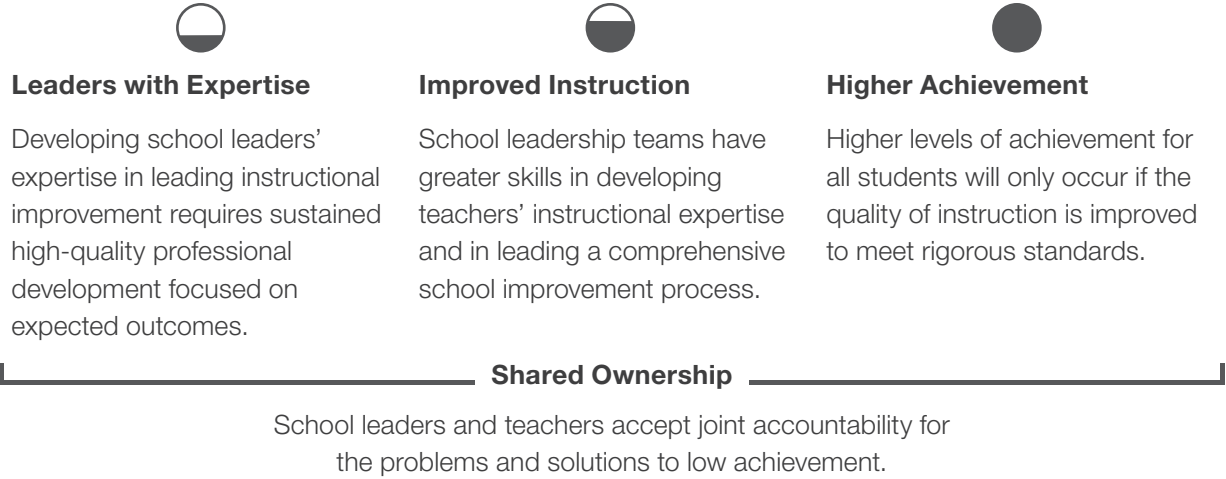 Leaders with Expertise
Developing school leaders’
expertise in leading instructional
improvement requires sustained
high-quality professional
development focused on
expected outcomes.
Improved Instruction
School leadership teams have
greater skills in developing
teachers’ instructional expertise
and in leading a comprehensive
school improvement process.
Higher Achievement
Higher levels of achievement for
all students will only occur if the
quality of instruction is improved
to meet rigorous standards.
Shared Ownership
School leaders and teachers accept joint accountability for
the problems and solutions to low achievement.